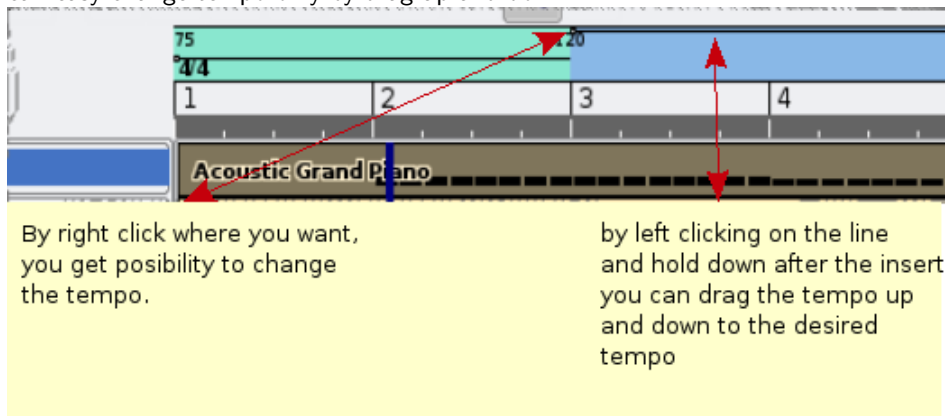 75
120
4/4
1 2 3 4
Acoustic Grand Piano
By right click where you want,
you get posibility to change
the tempo.
by left clicking on the line
and hold down after the insert
you can drag the tempo up
and down to the desired
tempo